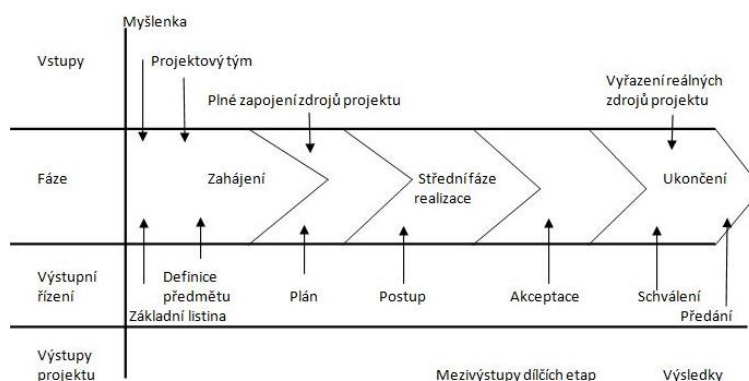 Myšlenka
Vstupy
Projektový tým
Plné zapojení zdrojů projektu
Vyřazení reálných
zdrojů projektu
Fáze
Zahájení
Střední fáze
realizace
Ukončení
Výstupní
řízení
Definice
předmětu
Základní listina
Plán
Postup
Akceptace
Schválení
Předání
Výstupy
projektu
Mezivýstupy dílčích etap
Výsledky